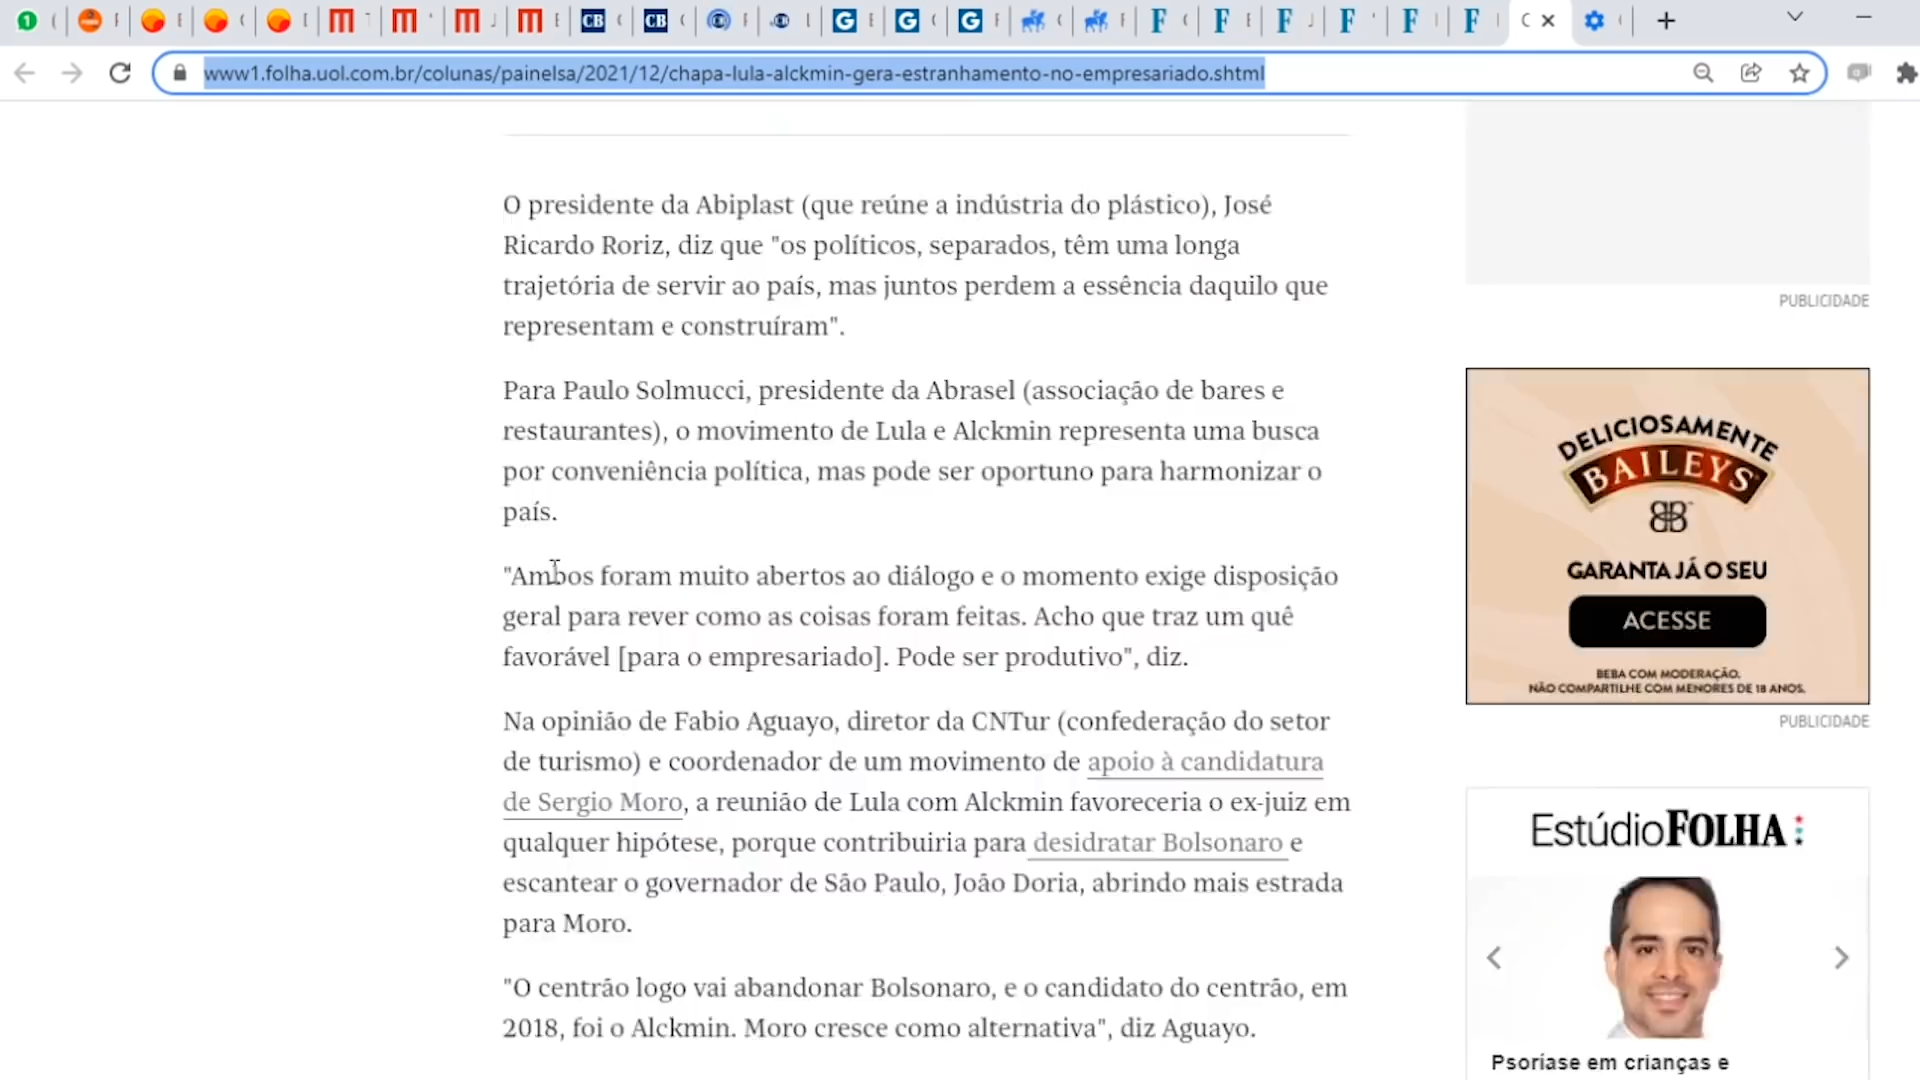 www1.folha.uol.com.br/colunas/painelsa/2021/12/chapa-lula-alckmin-gera-estranhamento-no-empresariado.shtml
O presidente da Abiplast (que reúne a indústria do plástico), José
Ricardo Roriz, diz que "os políticos, separados, têm uma longa
trajetória de servir ao país, mas juntos perdem a essência daquilo que
representam e construíram".
Para Paulo Solmucci, presidente da Abrasel (associação de bares e
restaurantes), o movimento de Lula e Alckmin representa uma busca
por conveniência política, mas pode ser oportuno para harmonizar o
país.
"Ambos foram muito abertos ao diálogo e o momento exige disposição
geral para rever como as coisas foram feitas. Acho que traz um quê
favorável [para o empresariado]. Pode ser produtivo", diz.
Na opinião de Fabio Aguayo, diretor da CNTur (confederação do setor
de turismo) e coordenador de um movimento de apoio à candidatura
de Sergio Moro, a reunião de Lula com Alckmin favoreceria o ex-juiz em
qualquer hipótese, porque contribuiria para desidratar Bolsonaro e
escantear o governador de São Paulo, João Doria, abrindo mais estrada
para Moro.
"O centrão logo vai abandonar Bolsonaro, e o candidato do centrão, em
2018, foi o Alckmin. Moro cresce como alternativa", diz Aguayo.
PUBLICIDADE
DELICIOSAMENTE
BAILEYS
GARANTA JÁ O SEU
ACESSE
BEBA COM MODERAÇÃO.
NÃO COMPARTILHE COM MENORES DE 18 ANOS.
PUBLICIDADE
EstúdioFOLHA
Psoríase em crianças e